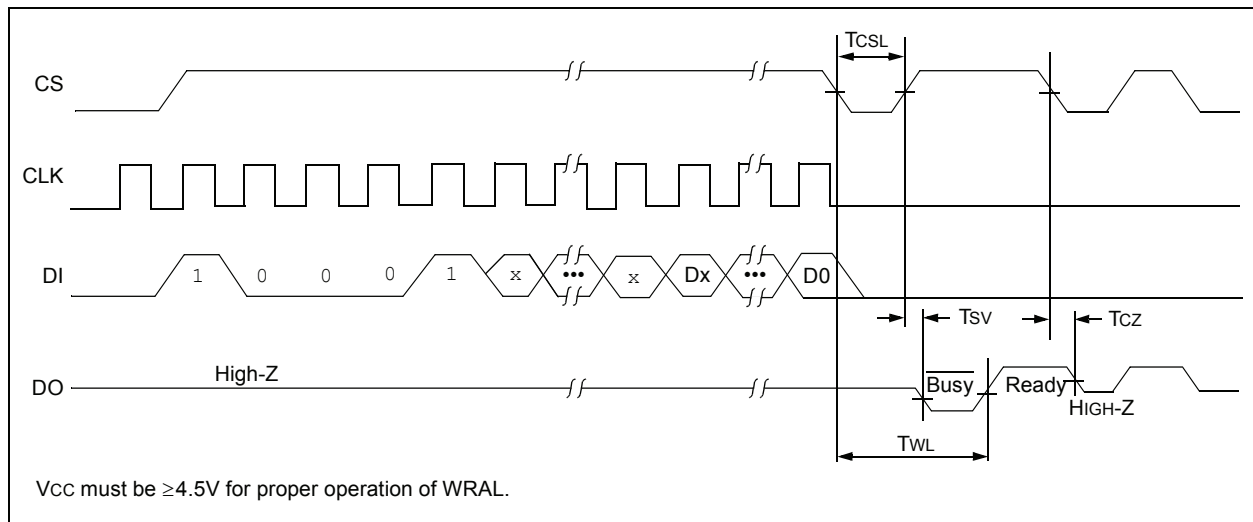 TCSL
CS
CLK
DI 1 0 0 0 1 x ••• x Dx ••• D0
TSV TCZ
High-Z
DO Busy Ready
HIGH-Z
TWL
VCC must be ≥4.5V for proper operation of WRAL.